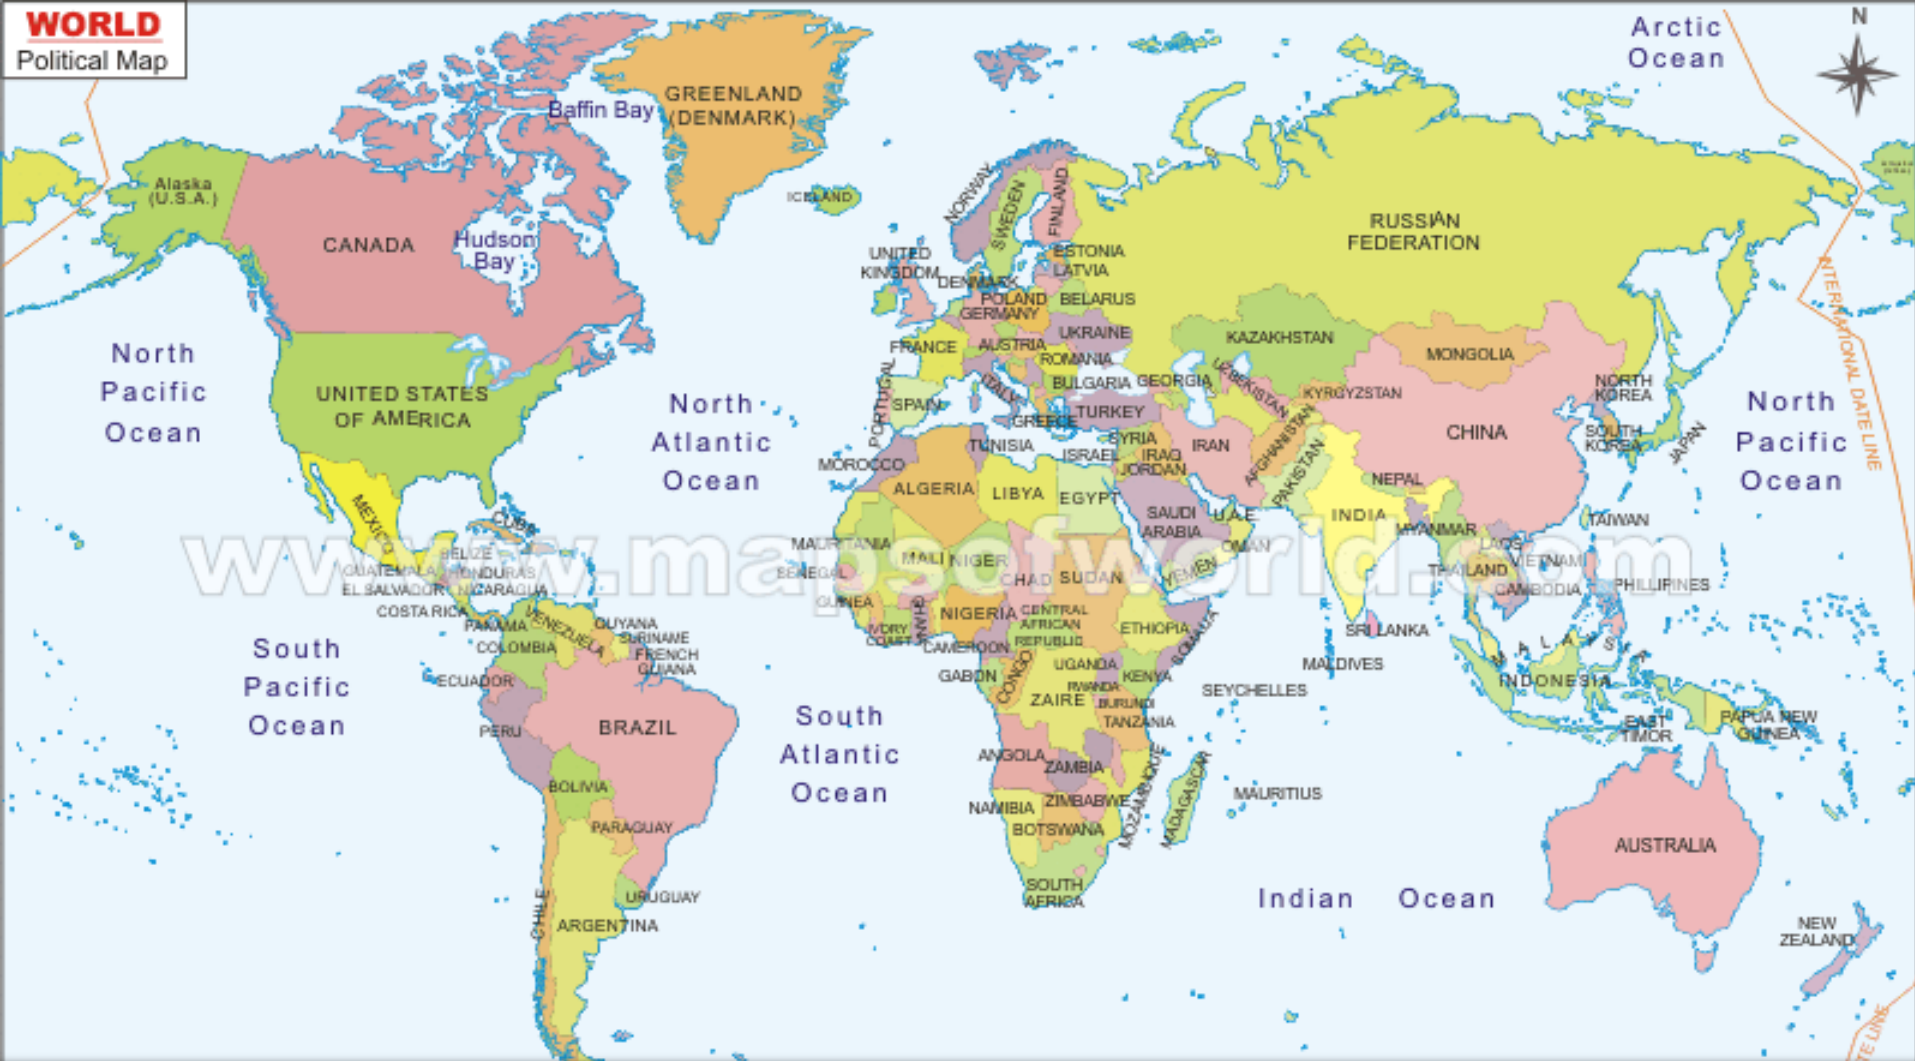 WORLD
Political Map
N
Arctic
Ocean
Baffin Bay
GREENLAND
(DENMARK)
Alaska
(U.S.A.)
ICELAND
NORWAY
SWEDEN
FINLAND
RUSSIAN
FEDERATION
CANADA
Hudson
Bay
UNITED
KINGDOM
ESTONIA
LATVIA
DENMARK
POLAND
BELARUS
GERMANY
INTERNATIONAL DATE LINE
North
Pacific
Ocean
FRANCE
AUSTRIA
UKRAINE
ROMANIA
KAZAKHSTAN
MONGOLIA
UNITED STATES
OF AMERICA
North
Atlantic
Ocean
PORTUGAL
SPAIN
ITALY
BULGARIA
GEORGIA
UZBEKISTAN
KYRGYZSTAN
NORTH
KOREA
North
Pacific
Ocean
GREECE
TURKEY
CHINA
SOUTH
KOREA
JAPAN
MOROCCO
TUNISIA
SYRIA
ISRAEL
IRAQ
JORDAN
IRAN
AFGHANISTAN
PAKISTAN
NEPAL
MEXICO
ALGERIA
LIBYA
EGYPT
SAUDI
ARABIA
U.A.E
OMAN
INDIA
MYANMAR
TAIWAN
CUBA
www.mapsofworld.com
BELIZE
GUATEMALA
HONDURAS
EL SALVADOR
NICARAGUA
COSTA RICA
PANAMA
MAURITANIA
MALI
NIGER
CHAD
SUDAN
YEMEN
LAOS
VIETNAM
THAILAND
CAMBODIA
PHILLIPINES
SENEGAL
GUINEA
IVORY
COAST
GHANA
NIGERIA
CENTRAL
AFRICAN
REPUBLIC
CAMEROON
ETHIOPIA
SOMALIA
SRI LANKA
MALDIVES
MALAYSIA
VENEZUELA
GUYANA
SURINAME
FRENCH
GUIANA
COLOMBIA
ECUADOR
South
Pacific
Ocean
GABON
CONGO
UGANDA
KENYA
RWANDA
ZAIRE
BURUNDI
TANZANIA
SEYCHELLES
INDONESIA
EAST
TIMOR
PAPUA NEW
GUINEA
PERU
BRAZIL
South
Atlantic
Ocean
ANGOLA
ZAMBIA
MOZAMBIQUE
MADAGASCAR
MAURITIUS
BOLIVIA
NAMIBIA
ZIMBABWE
BOTSWANA
PARAGUAY
AUSTRALIA
SOUTH
AFRICA
Indian Ocean
CHILE
URUGUAY
ARGENTINA
NEW
ZEALAND
TE LINE